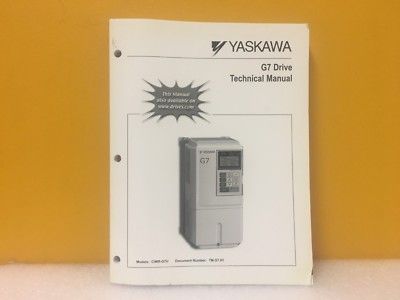 YASKAWA
G7 Drive
Technical Manual
This Manual
also available on
www.drives.com
YASKAWA
G7
Models: CIMR-G7U Document Number: TM.G7.01